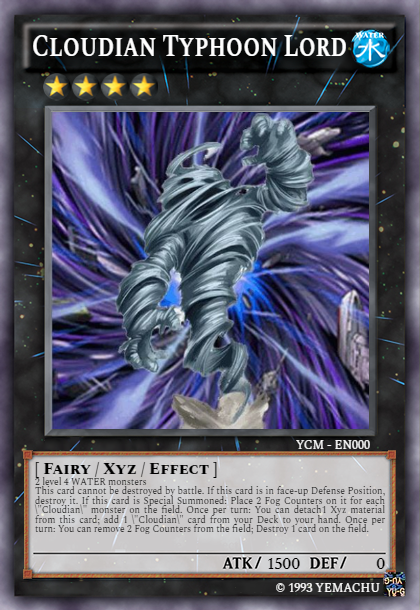 CLOUDIAN TYPHOON LORD
WATER
水
YCM - EN000
[ FAIRY / XYZ / EFFECT ]
2 level 4 WATER monsters
This card cannot be destroyed by battle. If this card is in face-up Defense Position,
destroy it. If this card is Special Summoned: Place 2 Fog Counters on it for each
\"Cloudian\" monster on the field. Once per turn: You can detach1 Xyz material
from this card; add 1 \"Cloudian\" card from your Deck to your hand. Once per
turn: You can remove 2 Fog Counters from the field; Destroy 1 card on the field.
ATK/ 1500 DEF/ 0
© 1993 YEMACHU